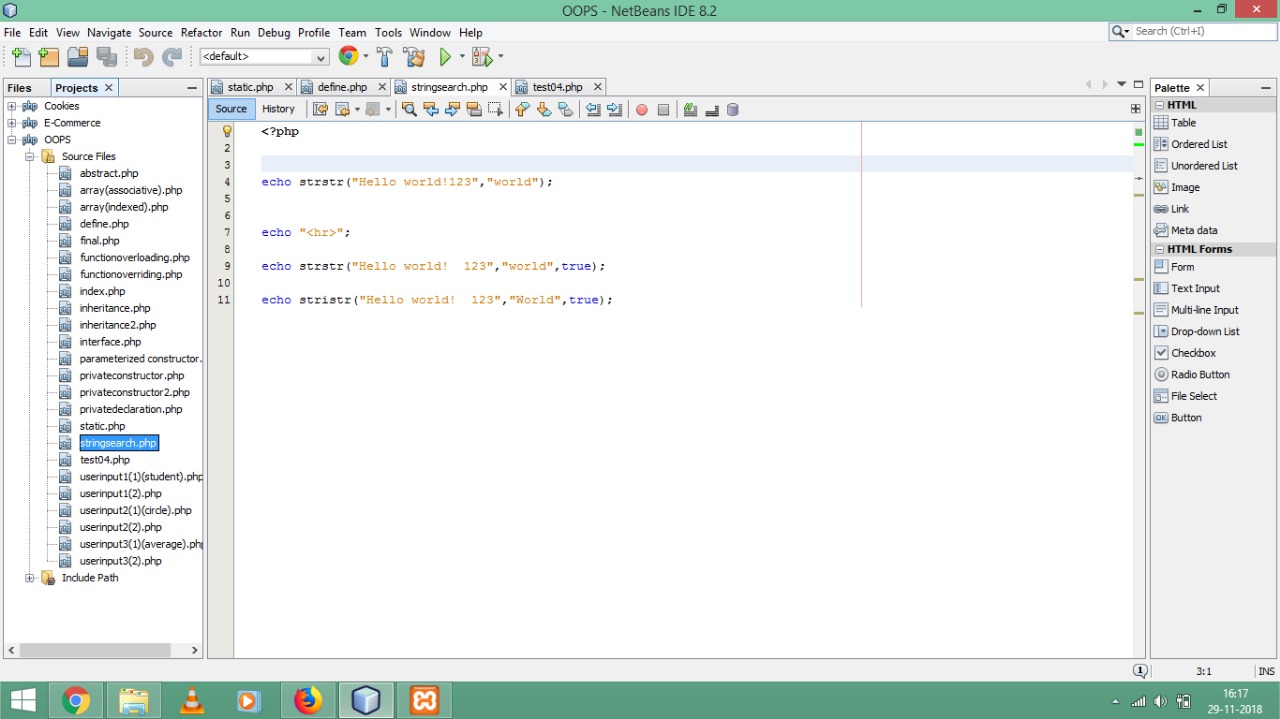 OOPS - NetBeans IDE 8.2
File Edit View Navigate Source Refactor Run Debug Profile Team Tools Window Help
Search (Ctrl+I)
<default>
Files Projects
static.php define.php stringsearch.php test04.php
Palette
Source History
Cookies
E-Commerce
OOPS
Source Files
abstract.php
array(associative).php
array(indexed).php
define.php
final.php
functionoverloading.php
functionoverriding.php
index.php
inheritance.php
inheritance2.php
interface.php
parameterized constructor.
privateconstructor.php
privateconstructor2.php
privatedeclaration.php
static.php
stringsearch.php
test04.php
userinput1(1)(student).php
userinput1(2).php
userinput2(1)(circle).php
userinput2(2).php
userinput3(1)(average).php
userinput3(2).php
Include Path
<?php
2
3
4 echo strstr("Hello world!123","world");
5
6
7 echo "<hr>";
8
9 echo strstr("Hello world!  123","world",true);
10
11 echo stristr("Hello world!  123","World",true);
HTML
Table
Ordered List
Unordered List
Image
Link
Meta data
HTML Forms
Form
Text Input
Multi-line Input
Drop-down List
Checkbox
Radio Button
File Select
Button
1 3:1 INS
16:17
29-11-2018